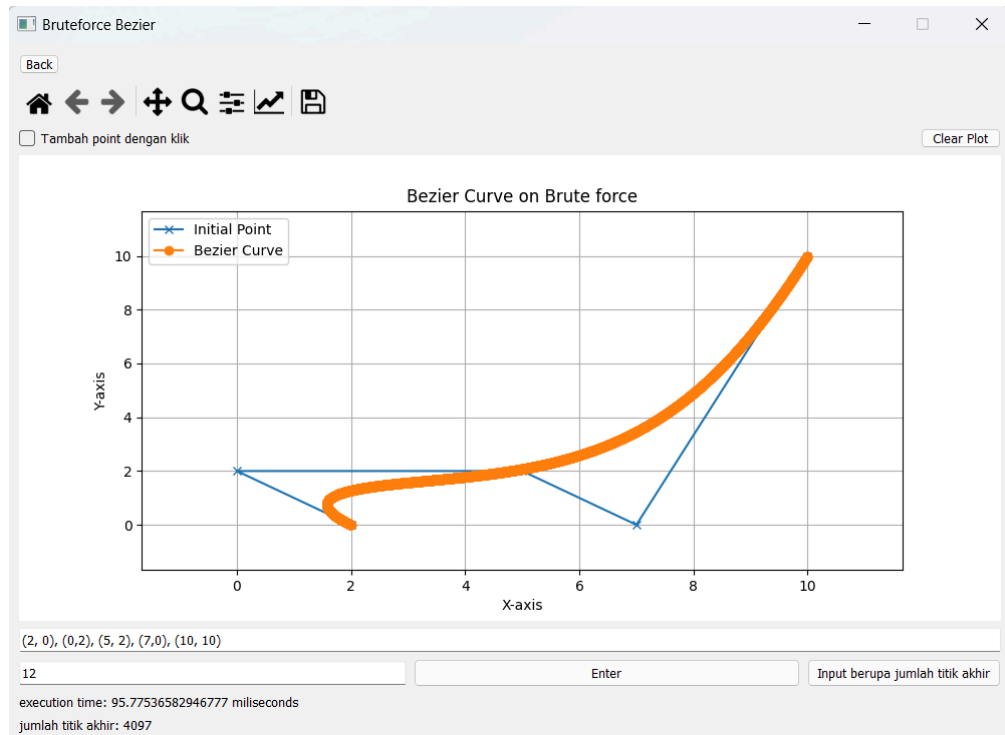 Bruteforce Bezier
Back
Tambah point dengan klik
Clear Plot
Bezier Curve on Brute force
Initial Point
Bezier Curve
10
8
6
4
2
0
Y-axis
0 2 4 6 8 10
X-axis
(2, 0), (0,2), (5, 2), (7,0), (10, 10)
12
Enter
Input berupa jumlah titik akhir
execution time: 95.77536582946777 miliseconds
jumlah titik akhir: 4097